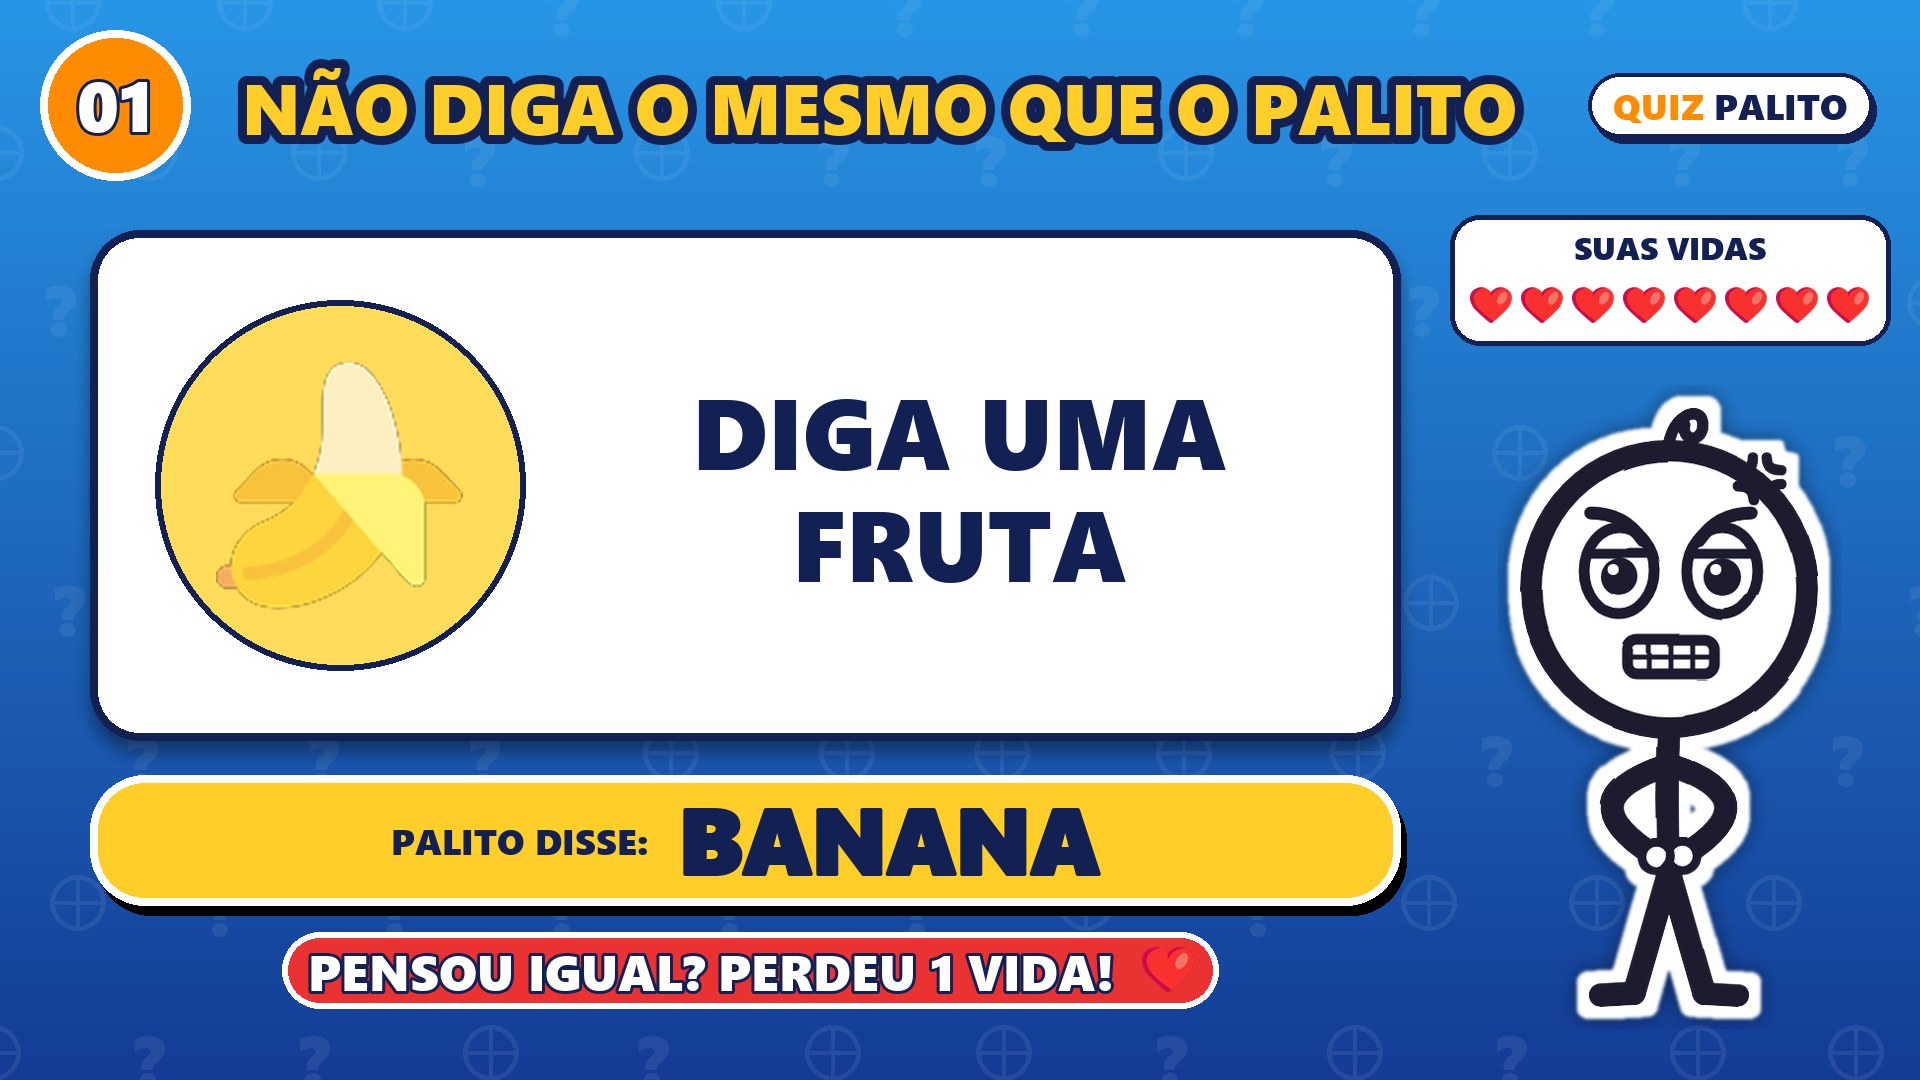 01
NÃO DIGA O MESMO QUE O PALITO
QUIZ PALITO
SUAS VIDAS
DIGA UMA
FRUTA
PALITO DISSE: BANANA
PENSOU IGUAL? PERDEU 1 VIDA!